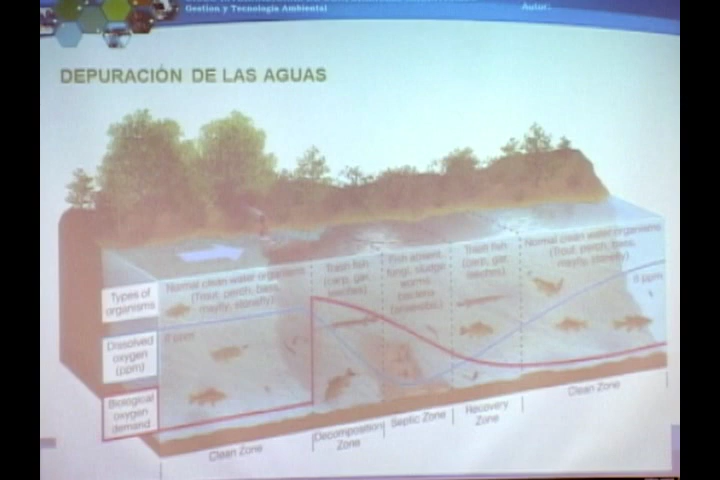 Gestion y Tecnología Ambiental
Autor:
DEPURACIÓN DE LAS AGUAS
Normal clean water organisms
(Trout, perch, bass,
mayfly, stonefly)
Trash fish
(carp, gar
leeches)
Fish absent,
fungi, sludge
worms
bacteria
(anaerobic)
Trash fish
(carp, gar
leeches)
Normal clean water organisms
(Trout, perch, bass,
mayfly, stonefly)
Types of
organisms
8 ppm
Dissolved
oxygen
(ppm)
8 ppm
Biological
oxygen
demand
Clean Zone
Decomposition
Zone
Septic Zone
Recovery
Zone
Clean Zone